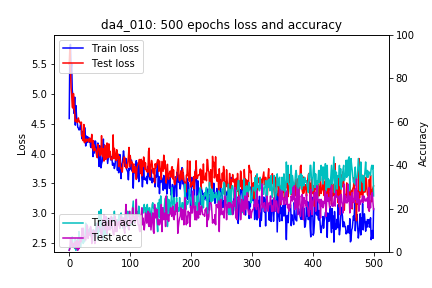 da4_010: 500 epochs loss and accuracy
Train loss
Test loss
Train acc
Test acc
Loss
5.5
5.0
4.5
4.0
3.5
3.0
2.5
Accuracy
100
80
60
40
20
0
0 100 200 300 400 500